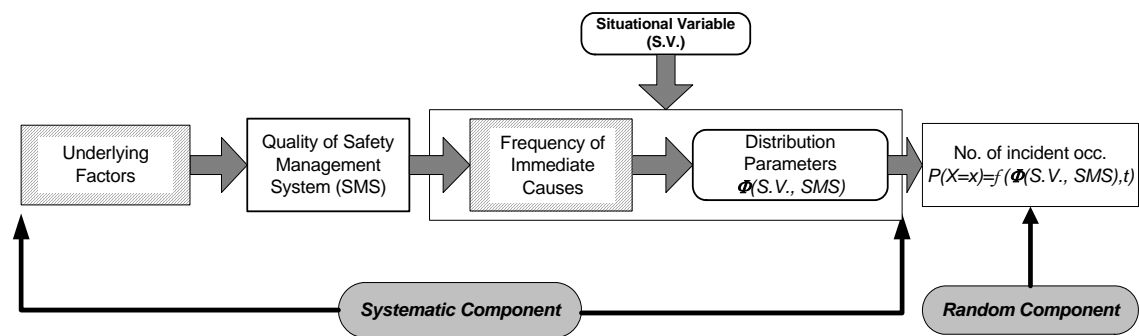 Situational Variable
(S.V.)
Underlying
Factors
Quality of Safety
Management
System (SMS)
Frequency of
Immediate
Causes
Distribution
Parameters
Φ(S.V., SMS)
No. of incident occ.
P(X=x)=f(Φ(S.V., SMS),t)
Systematic Component
Random Component